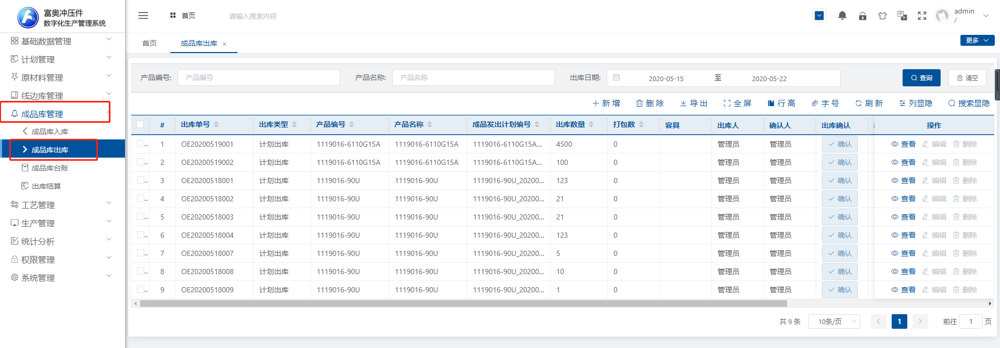 富奥冲压件
数字化生产管理系统
首页
请输入搜索内容
admin
/
基础数据管理
计划管理
原材料管理
线边库管理
成品库管理
成品库入库
成品库出库
成品库台账
出库结算
工艺管理
生产管理
统计分析
权限管理
系统管理
首页 成品库出库 ×
更多
产品编号: 产品编号 产品名称: 产品名称 出库日期: 2020-05-15 至 2020-05-22 查询 清空
新增 删除 导出 全屏 行高 字号 刷新 列显隐 搜索显隐
# 出库单号 出库类型 产品编号 产品名称 成品发出计划编号 出库数量 打包数 容具 出库人 确认人 出库确认 操作
1 OE20200519001 计划出库 1119016-6110G15A 1119016-6110G15A 1119016-6110G15A... 4500 0 管理员 管理员 确认 查看 编辑 删除
2 OE20200519002 计划出库 1119016-6110G15A 1119016-6110G15A 1119016-6110G15A... 100 0 管理员 管理员 确认 查看 编辑 删除
3 OE20200518001 计划出库 1119016-90U 1119016-90U 1119016-90U_20200... 123 0 管理员 管理员 确认 查看 编辑 删除
4 OE20200518002 计划出库 1119016-90U 1119016-90U 1119016-90U_20200... 21 0 管理员 管理员 确认 查看 编辑 删除
5 OE20200518003 计划出库 1119016-90U 1119016-90U 1119016-90U_20200... 21 0 管理员 管理员 确认 查看 编辑 删除
6 OE20200518004 计划出库 1119016-90U 1119016-90U 1119016-90U_20200... 123 0 管理员 管理员 确认 查看 编辑 删除
7 OE20200518007 计划出库 1119016-90U 1119016-90U 1119016-90U_20200... 5 0 管理员 管理员 确认 查看 编辑 删除
8 OE20200518008 计划出库 1119016-90U 1119016-90U 1119016-90U_20200... 10 0 管理员 管理员 确认 查看 编辑 删除
9 OE20200518009 计划出库 1119016-90U 1119016-90U 1119016-90U_20200... 1 0 管理员 管理员 确认 查看 编辑 删除
共 9 条 10条/页 1 前往 1 页